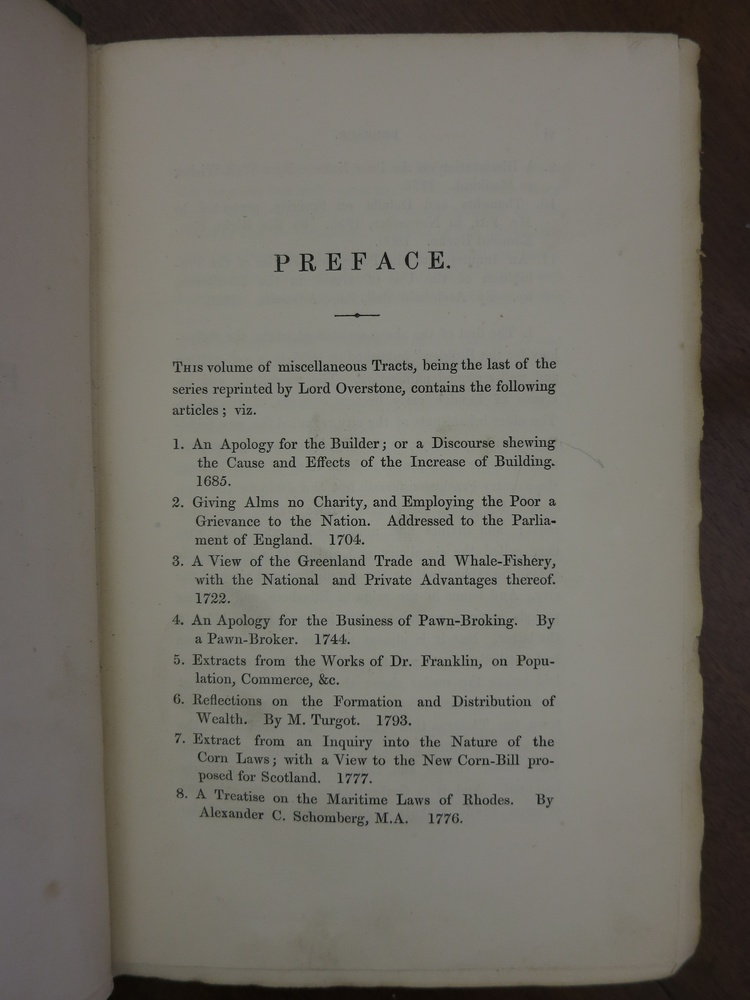 PREFACE.
THIS volume of miscellaneous Tracts, being the last of the
series reprinted by Lord Overstone, contains the following
articles; viz.
1. An Apology for the Builder; or a Discourse shewing
the Cause and Effects of the Increase of Building.
1685.
2. Giving Alms no Charity, and Employing the Poor a
Grievance to the Nation. Addressed to the Parlia-
ment of England. 1704.
3. A View of the Greenland Trade and Whale-Fishery,
with the National and Private Advantages thereof.
1722.
4. An Apology for the Business of Pawn-Broking. By
a Pawn-Broker. 1744.
5. Extracts from the Works of Dr. Franklin, on Popu-
lation, Commerce, &c.
6. Reflections on the Formation and Distribution of
Wealth. By M. Turgot. 1793.
7. Extract from an Inquiry into the Nature of the
Corn Laws; with a View to the New Corn-Bill pro-
posed for Scotland. 1777.
8. A Treatise on the Maritime Laws of Rhodes. By
Alexander C. Schomberg, M.A. 1776.